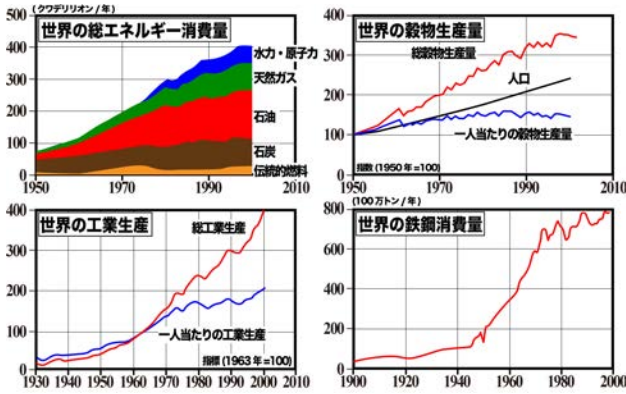 (クワデリリオン/年)
世界の総エネルギー消費量
500
400
300
200
100
0
水力・原子力
天然ガス
石油
石炭
伝統的燃料
1950
1970
1990
2010
世界の穀物生産量
400
300
200
100
0
総穀物生産量
人口
一人当たりの穀物生産量
指数(1950年=100)
1950
1970
1990
2010
世界の工業生産
400
300
200
100
0
総工業生産
一人当たりの工業生産
指標(1963年=100)
1930
1940
1950
1960
1970
1980
1990
2000
2010
(100万トン/年)
世界の鉄鋼消費量
800
600
400
200
0
1900
1920
1940
1960
1980
2000